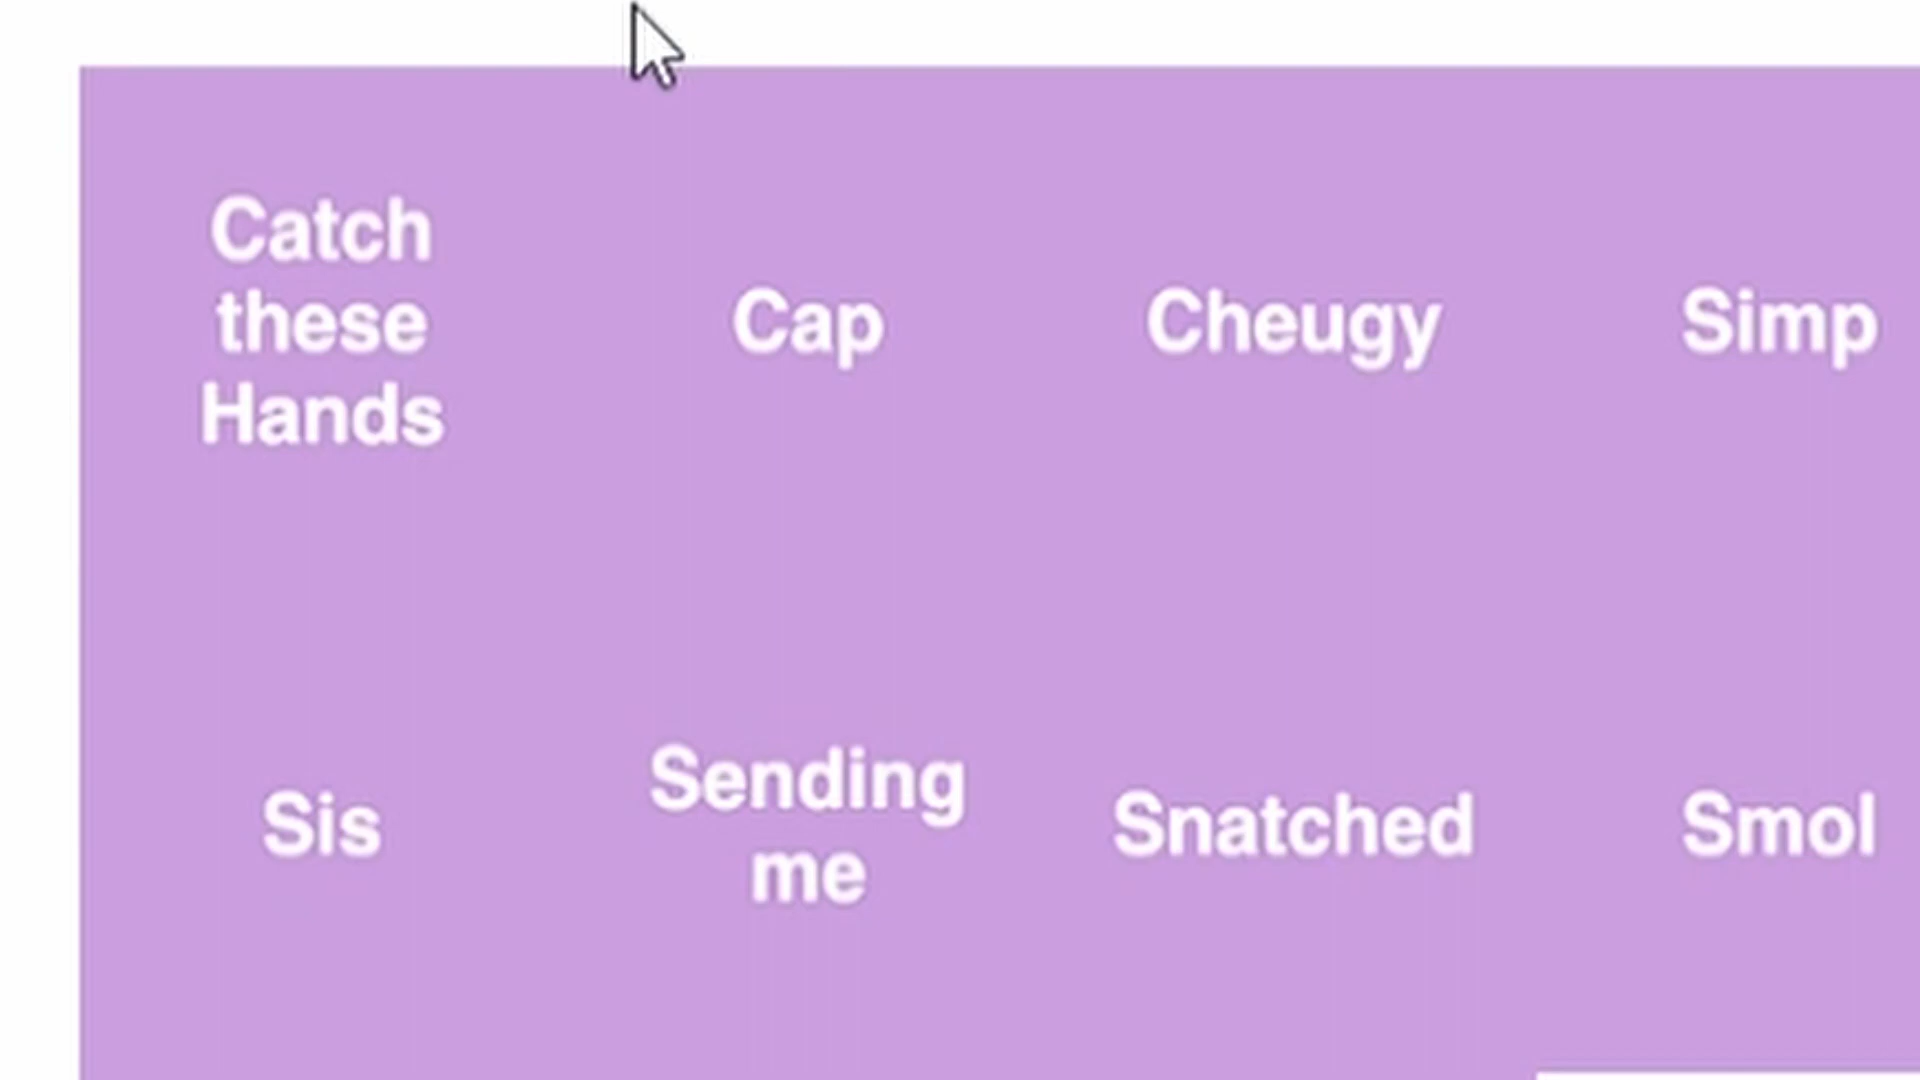 Catch
these
Hands
Cap
Cheugy
Simp
Sis
Sending
me
Snatched
Smol